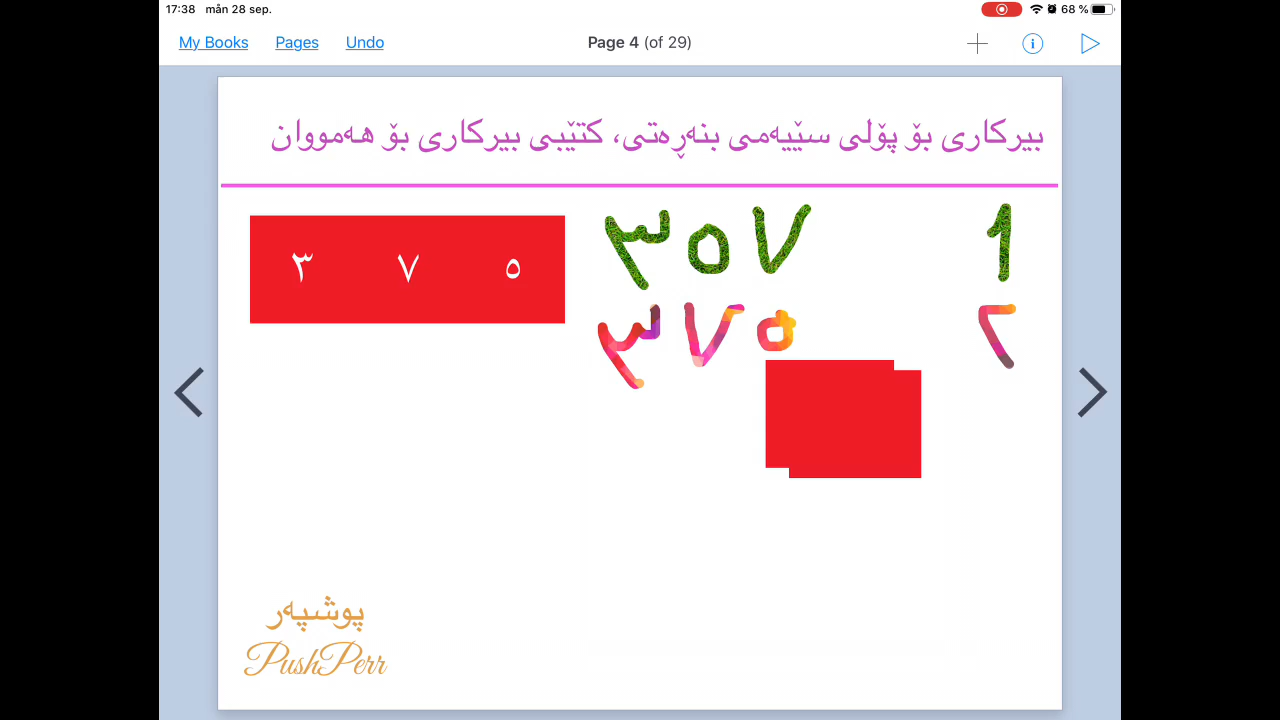 17:38 mån 28 sep. 68 %
My Books Pages Undo Page 4 (of 29)
بیرکاری بۆ پۆلی سێیەمی بنەڕەتی، کتێبی بیرکاری بۆ هەمووان
٣ ٧ ٥
١ ٣٥٧
٢ ٣٧٥
پوشپەڕ
PushPerr